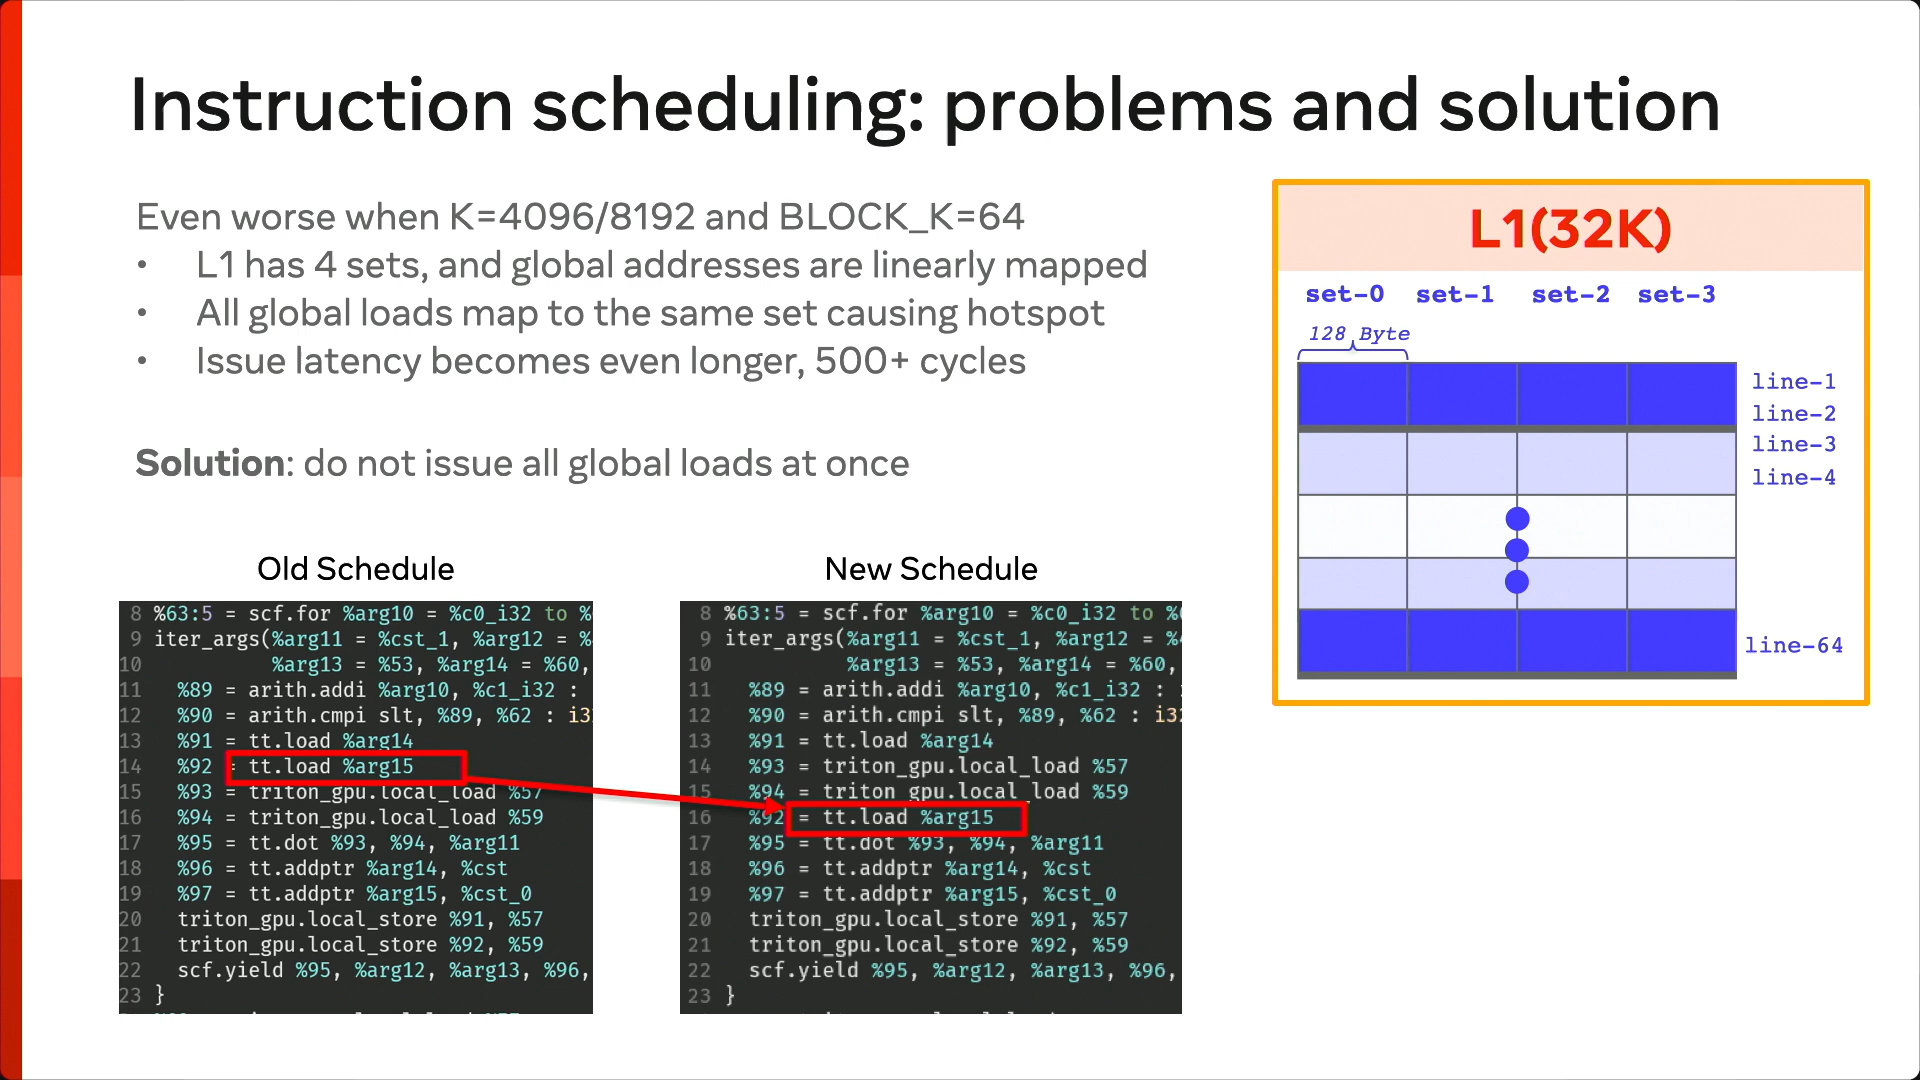 Instruction scheduling: problems and solution
Even worse when K=4096/8192 and BLOCK_K=64
• L1 has 4 sets, and global addresses are linearly mapped
• All global loads map to the same set causing hotspot
• Issue latency becomes even longer, 500+ cycles
Solution: do not issue all global loads at once
L1(32K)
set-0 set-1 set-2 set-3
128 Byte
line-1
line-2
line-3
line-4
line-64
Old Schedule
8 %63:5 = scf.for %arg10 = %c0_i32 to %
9 iter_args(%arg11 = %cst_1, %arg12 = %
10 %arg13 = %53, %arg14 = %60,
11 %89 = arith.addi %arg10, %c1_i32 :
12 %90 = arith.cmpi slt, %89, %62 : i3
13 %91 = tt.load %arg14
14 %92 = tt.load %arg15
15 %93 = triton_gpu.local_load %57
16 %94 = triton_gpu.local_load %59
17 %95 = tt.dot %93, %94, %arg11
18 %96 = tt.addptr %arg14, %cst
19 %97 = tt.addptr %arg15, %cst_0
20 triton_gpu.local_store %91, %57
21 triton_gpu.local_store %92, %59
22 scf.yield %95, %arg12, %arg13, %96,
23 }
New Schedule
8 %63:5 = scf.for %arg10 = %c0_i32 to %
9 iter_args(%arg11 = %cst_1, %arg12 = %
10 %arg13 = %53, %arg14 = %60,
11 %89 = arith.addi %arg10, %c1_i32 :
12 %90 = arith.cmpi slt, %89, %62 : i32
13 %91 = tt.load %arg14
14 %93 = triton_gpu.local_load %57
15 %94 = triton_gpu.local_load %59
16 %92 = tt.load %arg15
17 %95 = tt.dot %93, %94, %arg11
18 %96 = tt.addptr %arg14, %cst
19 %97 = tt.addptr %arg15, %cst_0
20 triton_gpu.local_store %91, %57
21 triton_gpu.local_store %92, %59
22 scf.yield %95, %arg12, %arg13, %96,
23 }